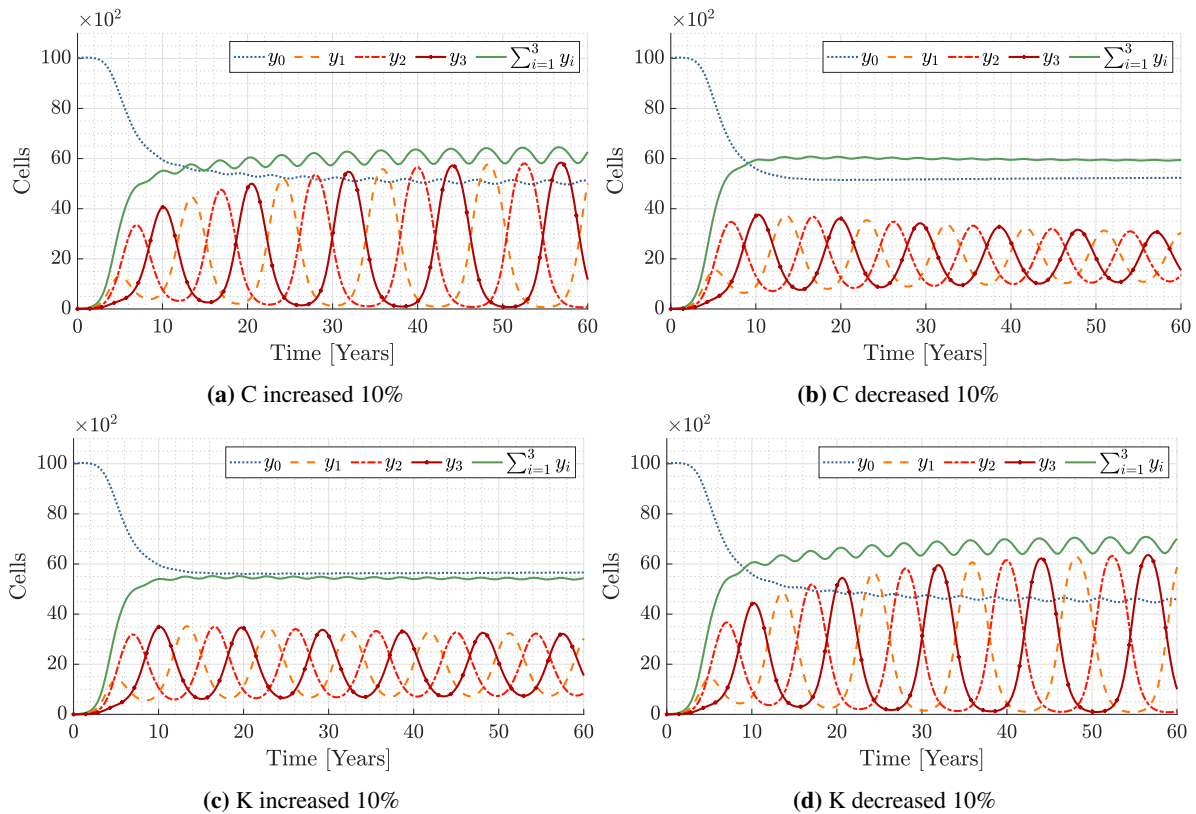 ×10²
y₀ y₁ y₂ y₃ ∑³ᵢ₌₁ yᵢ
100
80
60
40
20
0
Cells
0 10 20 30 40 50 60
Time [Years]
(a) C increased 10%
×10²
y₀ y₁ y₂ y₃ ∑³ᵢ₌₁ yᵢ
100
80
60
40
20
0
Cells
0 10 20 30 40 50 60
Time [Years]
(b) C decreased 10%
×10²
y₀ y₁ y₂ y₃ ∑³ᵢ₌₁ yᵢ
100
80
60
40
20
0
Cells
0 10 20 30 40 50 60
Time [Years]
(c) K increased 10%
×10²
y₀ y₁ y₂ y₃ ∑³ᵢ₌₁ yᵢ
100
80
60
40
20
0
Cells
0 10 20 30 40 50 60
Time [Years]
(d) K decreased 10%